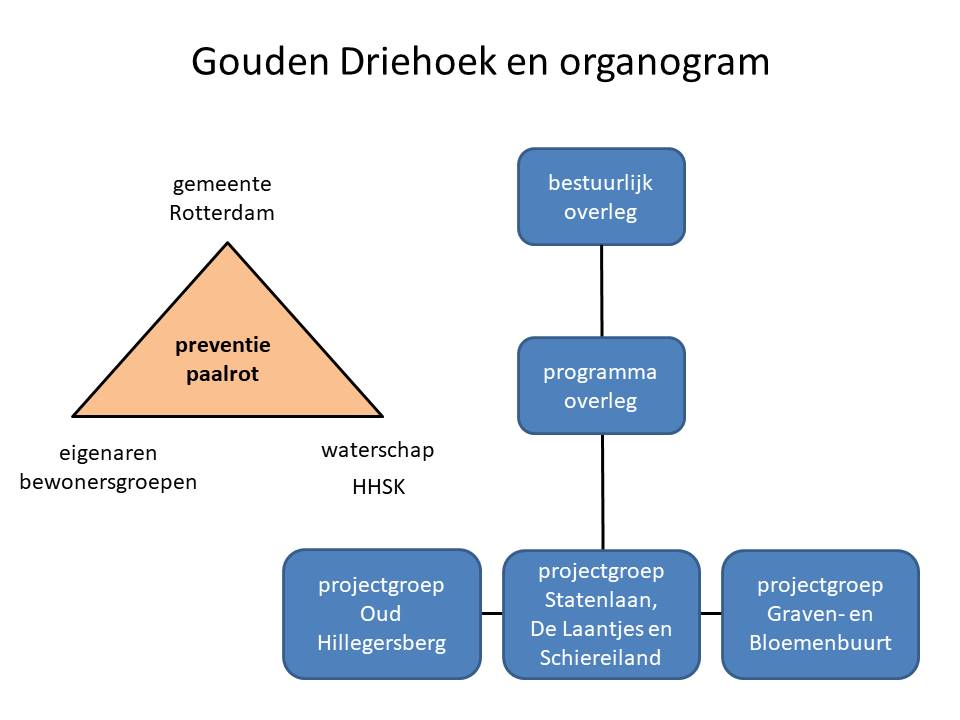 Gouden Driehoek en organogram
gemeente
Rotterdam
preventie
paalrot
eigenaren
bewonersgroepen
waterschap
HHSK
bestuurlijk
overleg
programma
overleg
projectgroep
Oud
Hillegersberg
projectgroep
Statenlaan,
De Laantjes en
Schiereiland
projectgroep
Graven- en
Bloemenbuurt